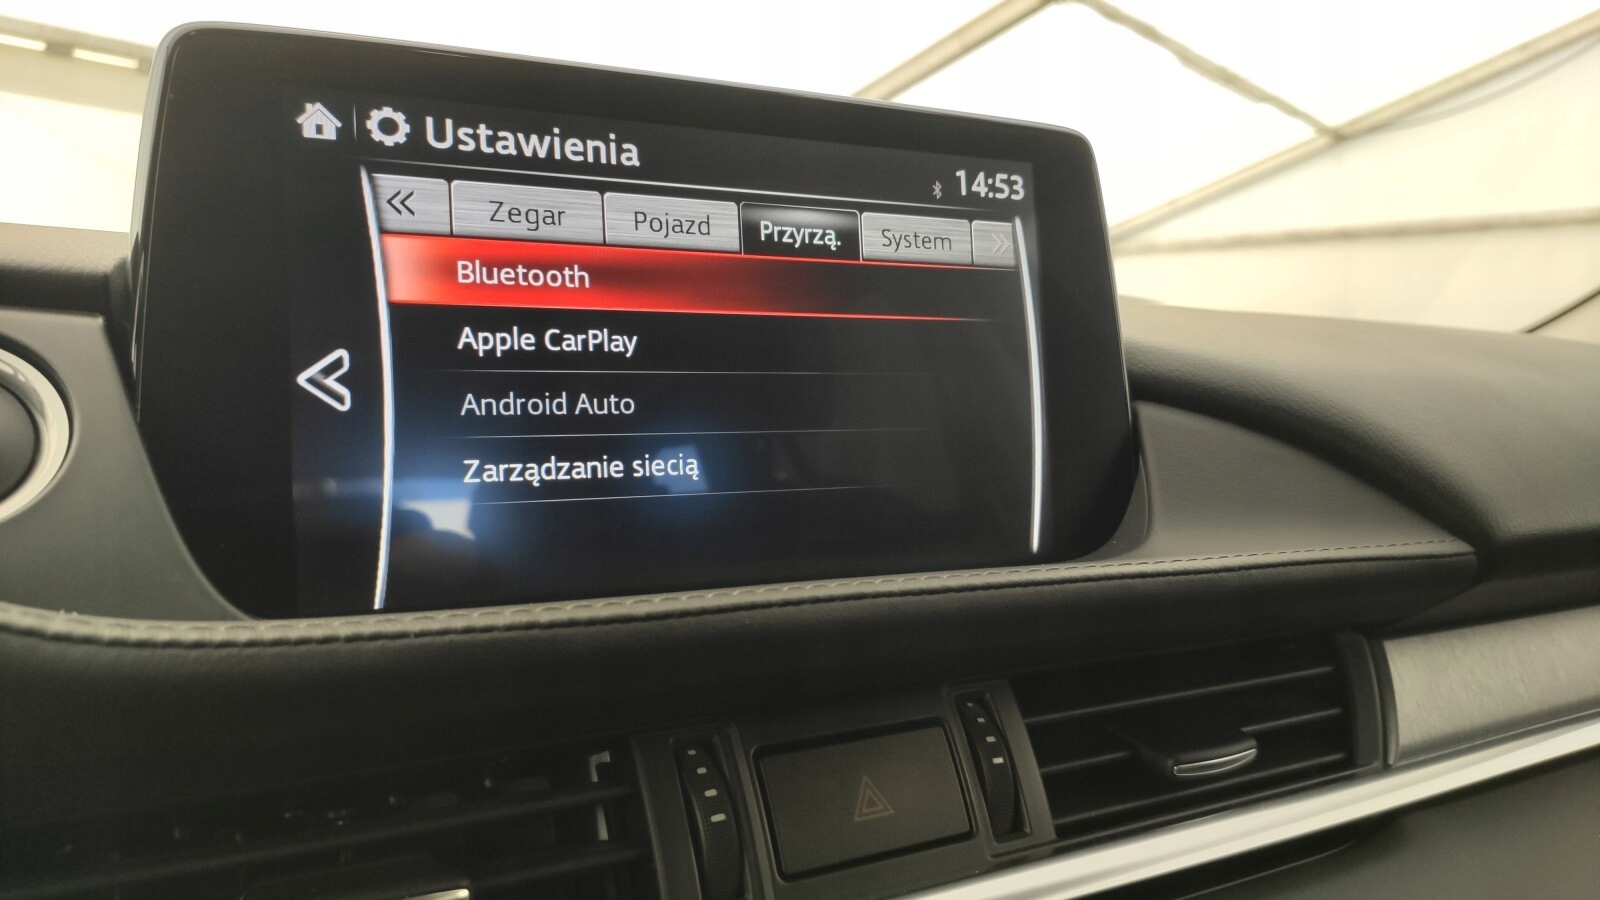 Ustawienia
14:53
« Zegar Pojazd Przyrzą. System »
Bluetooth
Apple CarPlay
Android Auto
Zarządzanie siecią